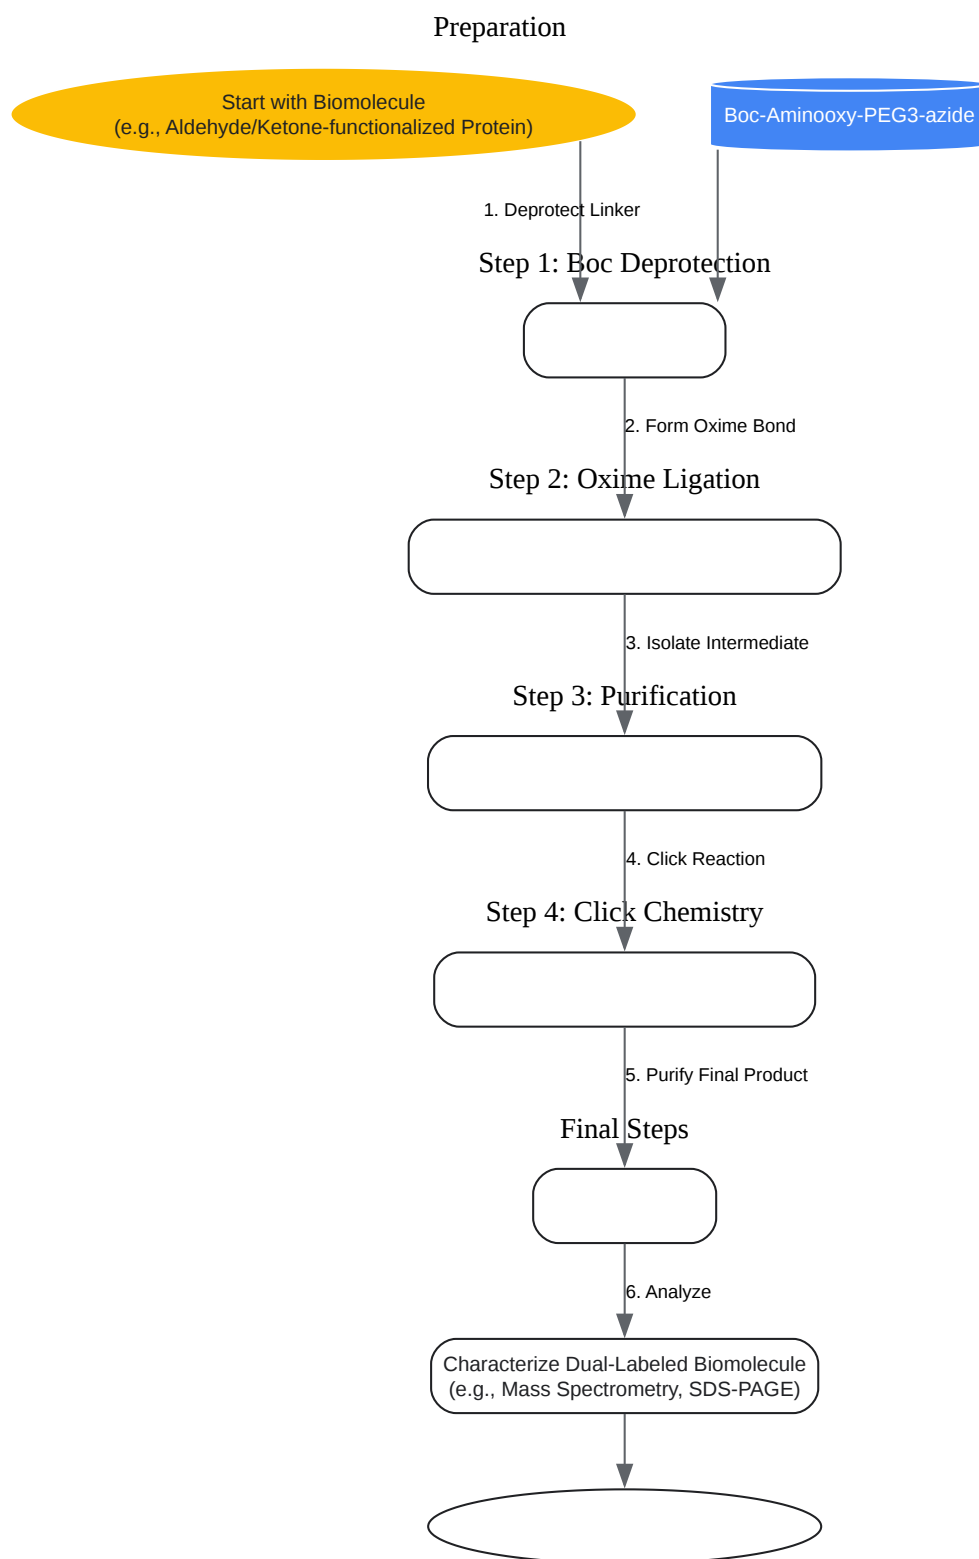 Preparation
Start with Biomolecule
(e.g., Aldehyde/Ketone-functionalized Protein)
Boc-Aminooxy-PEG3-azide
1. Deprotect Linker
Step 1: Boc Deprotection
2. Form Oxime Bond
Step 2: Oxime Ligation
3. Isolate Intermediate
Step 3: Purification
4. Click Reaction
Step 4: Click Chemistry
5. Purify Final Product
Final Steps
6. Analyze
Characterize Dual-Labeled Biomolecule
(e.g., Mass Spectrometry, SDS-PAGE)